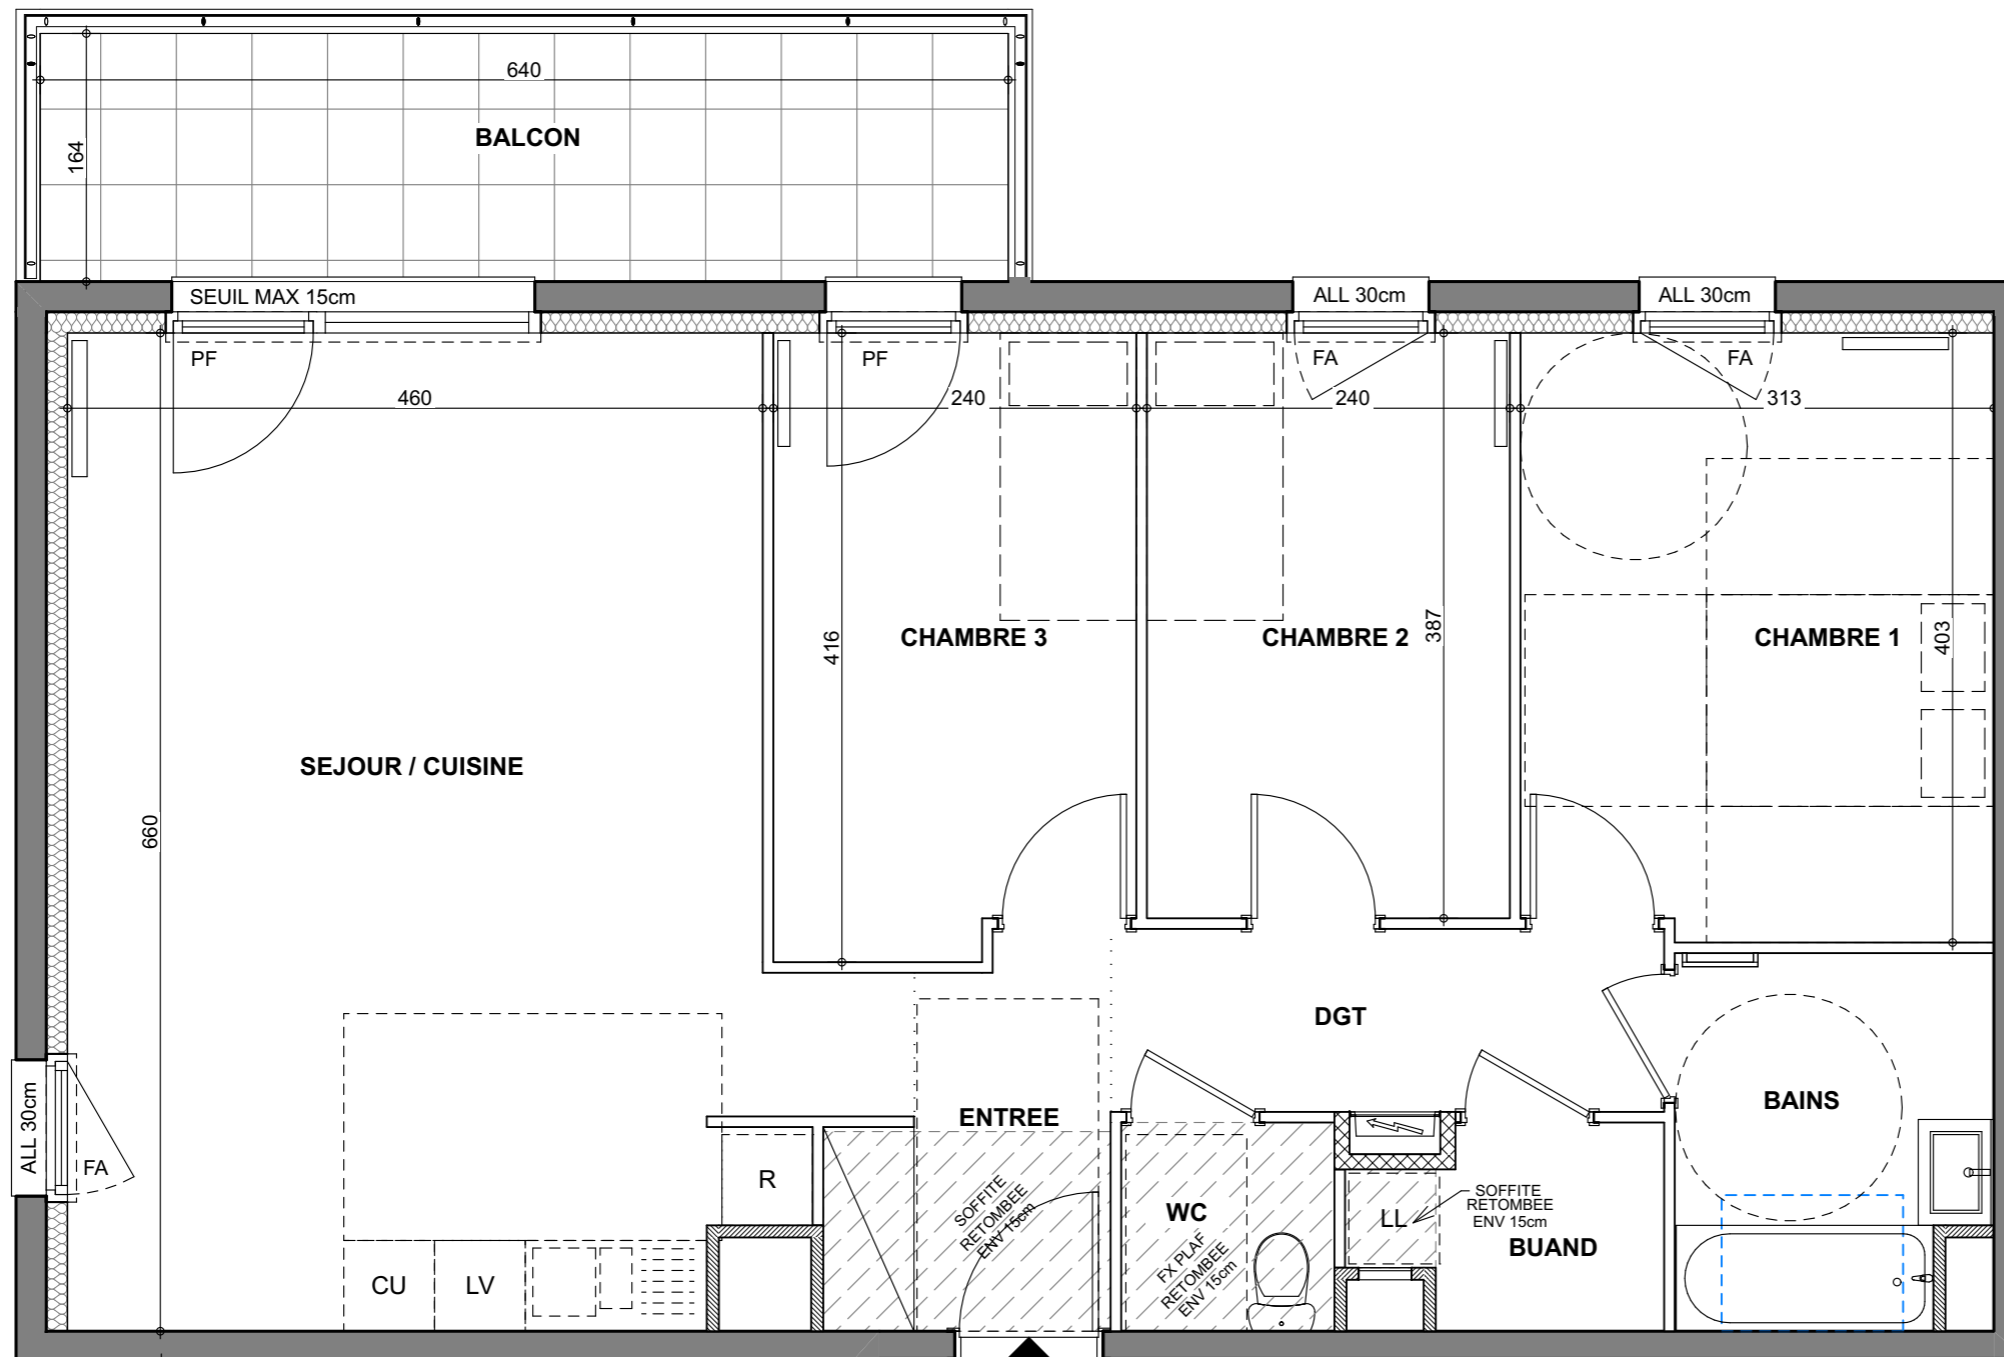 640
BALCON
164
SEUIL MAX 15cm
ALL 30cm
ALL 30cm
PF
PF
FA
FA
460
240
240
313
416
CHAMBRE 3
CHAMBRE 2
387
CHAMBRE 1
403
SEJOUR / CUISINE
660
DGT
ENTREE
BAINS
ALL 30cm
FA
R
SOFFITE
RETOMBEE
ENV 15cm
WC
FX PLAF
RETOMBEE
ENV 15cm
LL
SOFFITE
RETOMBEE
ENV 15cm
BUAND
CU
LV